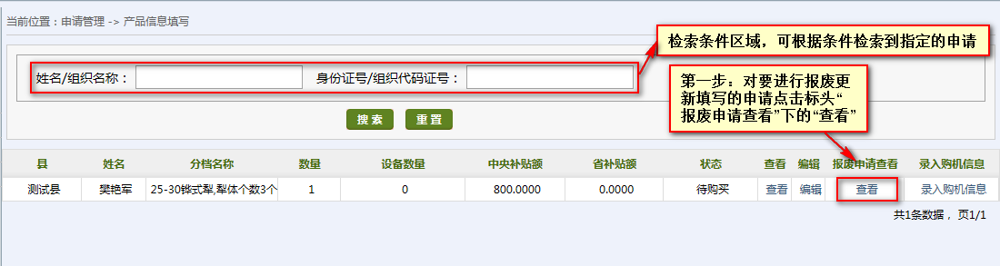 当前位置：申请管理 -> 产品信息填写
检索条件区域，可根据条件检索到指定的申请
姓名/组织名称： 身份证号/组织代码证号：
第一步：对要进行报废更
新填写的申请点击标头“
报废申请查看”下的“查看”
搜 索 重 置
县 姓名 分档名称 数量 设备数量 中央补贴额 省补贴额 状态 查看 编辑 报废申请查看 录入购机信息
测试县 樊艳军 25-30铧式犁,犁体个数3个 1 0 800.0000 0.0000 待购买 查看 编辑 查看 录入购机信息
共1条数据 ，页1/1